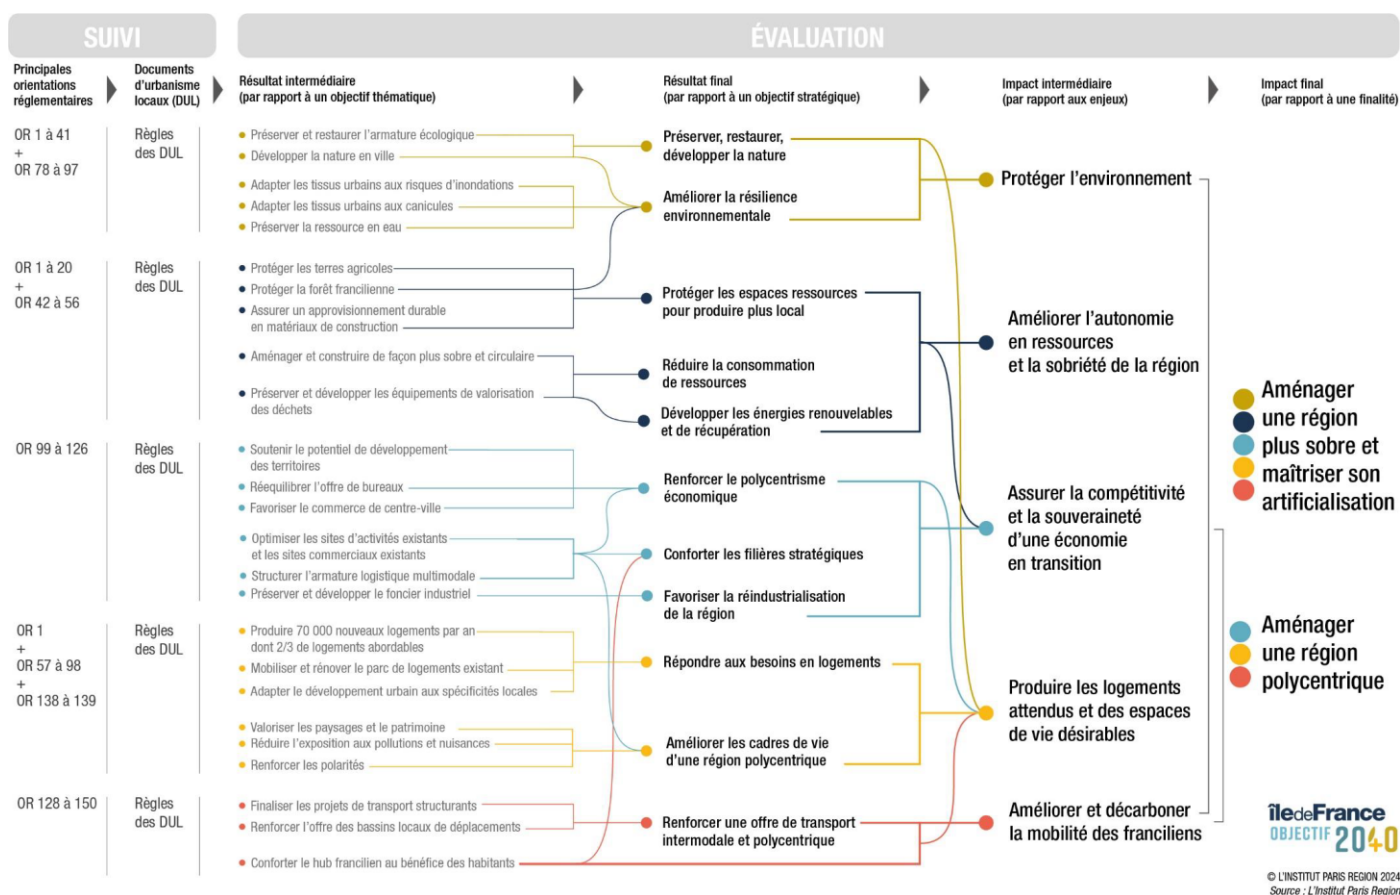 SUIVI
ÉVALUATION
Principales
orientations
réglementaires
Documents
d'urbanisme
locaux (DUL)
Résultat intermédiaire
(par rapport à un objectif thématique)
Résultat final
(par rapport à un objectif stratégique)
Impact intermédiaire
(par rapport aux enjeux)
Impact final
(par rapport à une finalité)
OR 1 à 41
+
OR 78 à 97
Règles
des DUL
• Préserver et restaurer l'armature écologique
• Développer la nature en ville
• Adapter les tissus urbains aux risques d'inondations
• Adapter les tissus urbains aux canicules
• Préserver la ressource en eau
Préserver, restaurer,
développer la nature
Améliorer la résilience
environnementale
Protéger l'environnement
OR 1 à 20
+
OR 42 à 56
Règles
des DUL
• Protéger les terres agricoles
• Protéger la forêt francilienne
• Assurer un approvisionnement durable
en matériaux de construction
• Aménager et construire de façon plus sobre et circulaire
• Préserver et développer les équipements de valorisation
des déchets
Protéger les espaces ressources
pour produire plus local
Réduire la consommation
de ressources
Développer les énergies renouvelables
et de récupération
Améliorer l'autonomie
en ressources
et la sobriété de la région
OR 99 à 126
Règles
des DUL
• Soutenir le potentiel de développement
des territoires
• Réequilibrer l'offre de bureaux
• Favoriser le commerce de centre-ville
• Optimiser les sites d'activités existants
et les sites commerciaux existants
• Structurer l'armature logistique multimodale
• Préserver et développer le foncier industriel
Renforcer le polycentrisme
économique
Conforter les filières stratégiques
Favoriser la réindustrialisation
de la région
Assurer la compétitivité
et la souveraineté
d'une économie
en transition
OR 1
+
OR 57 à 98
+
OR 138 à 139
Règles
des DUL
• Produire 70 000 nouveaux logements par an
dont 2/3 de logements abordables
• Mobiliser et rénover le parc de logements existant
• Adapter le développement urbain aux spécificités locales
• Valoriser les paysages et le patrimoine
• Réduire l'exposition aux pollutions et nuisances
• Renforcer les polarités
Répondre aux besoins en logements
Améliorer les cadres de vie
d'une région polycentrique
Produire les logements
attendus et des espaces
de vie désirables
OR 128 à 150
Règles
des DUL
• Finaliser les projets de transport structurants
• Renforcer l'offre des bassins locaux de déplacements
• Conforter le hub francilien au bénéfice des habitants
Renforcer une offre de transport
intermodale et polycentrique
Améliorer et décarboner
la mobilité des franciliens
Aménager
une région
plus sobre et
maîtriser son
artificialisation
Aménager
une région
polycentrique
îledeFrance
OBJECTIF 2040
© L'INSTITUT PARIS REGION 2024
Source : L'Institut Paris Region